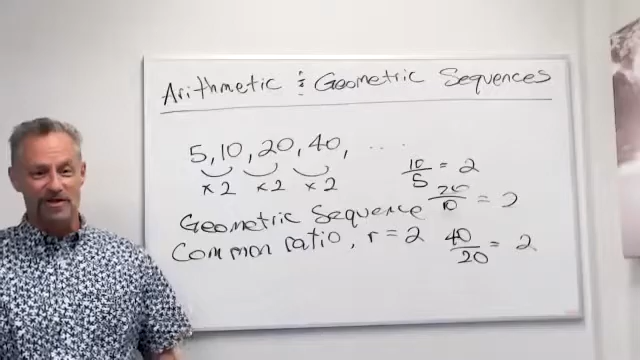 Arithmetic & Geometric Sequences
5, 10, 20, 40, ....
×2 ×2 ×2
10/5 = 2
20/10 = 2
Geometric Sequence
Common ratio, r = 2
40/20 = 2